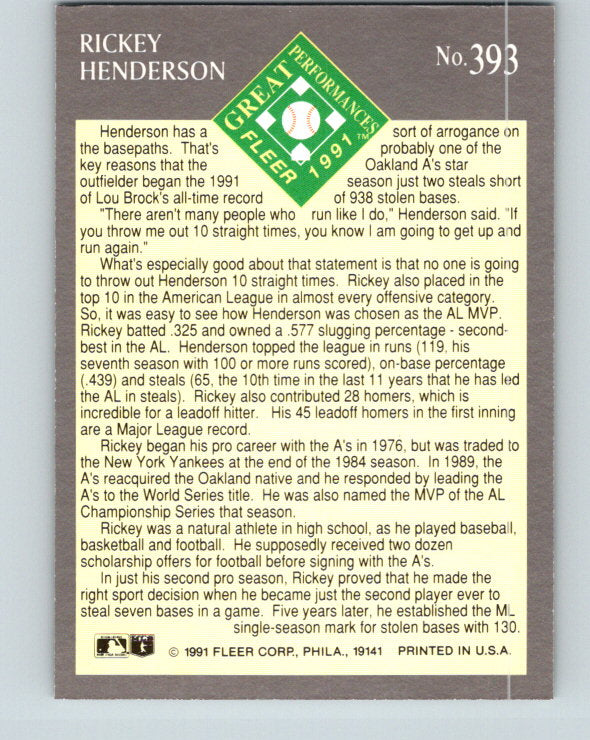 RICKEY
HENDERSON
No. 393
GREAT
PERFORMANCES
FLEER
1991
TM
Henderson has a sort of arrogance on
the basepaths. That's probably one of the
key reasons that the Oakland A's star
outfielder began the 1991 season just two steals short
of Lou Brock's all-time record of 938 stolen bases.
"There aren't many people who run like I do," Henderson said. "If
you throw me out 10 straight times, you know I am going to get up and
run again."
What's especially good about that statement is that no one is going
to throw out Henderson 10 straight times. Rickey also placed in the
top 10 in the American League in almost every offensive category.
So, it was easy to see how Henderson was chosen as the AL MVP.
Rickey batted .325 and owned a .577 slugging percentage - second-
best in the AL. Henderson topped the league in runs (119, his
seventh season with 100 or more runs scored), on-base percentage
(.439) and steals (65, the 10th time in the last 11 years that he has led
the AL in steals). Rickey also contributed 28 homers, which is
incredible for a leadoff hitter. His 45 leadoff homers in the first inning
are a Major League record.
Rickey began his pro career with the A's in 1976, but was traded to
the New York Yankees at the end of the 1984 season. In 1989, the
A's reacquired the Oakland native and he responded by leading the
A's to the World Series title. He was also named the MVP of the AL
Championship Series that season.
Rickey was a natural athlete in high school, as he played baseball,
basketball and football. He supposedly received two dozen
scholarship offers for football before signing with the A's.
In just his second pro season, Rickey proved that he made the
right sport decision when he became just the second player ever to
steal seven bases in a game. Five years later, he established the ML
single-season mark for stolen bases with 130.
© 1991 FLEER CORP., PHILA., 19141 PRINTED IN U.S.A.